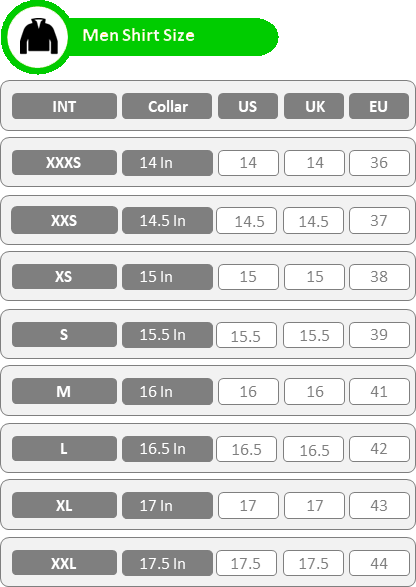 Men Shirt Size
INT Collar US UK EU
XXXS 14 In 14 14 36
XXS 14.5 In 14.5 14.5 37
XS 15 In 15 15 38
S 15.5 In 15.5 15.5 39
M 16 In 16 16 41
L 16.5 In 16.5 16.5 42
XL 17 In 17 17 43
XXL 17.5 In 17.5 17.5 44